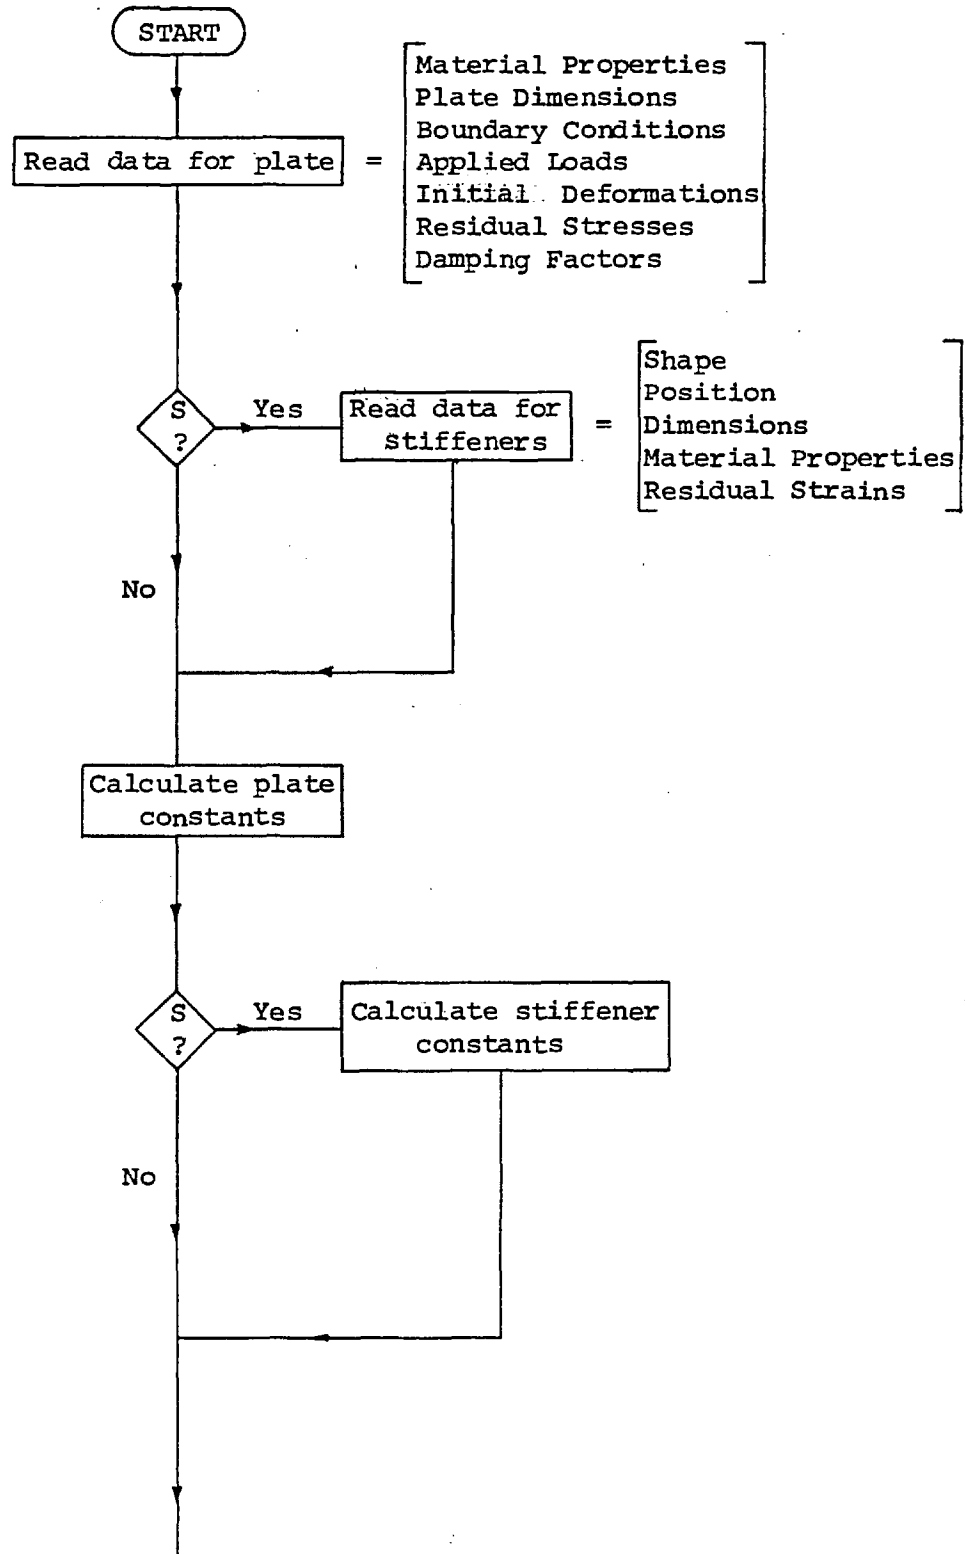 START
Material Properties
Plate Dimensions
Boundary Conditions
Read data for plate = Applied Loads
Initial Deformations
Residual Stresses
Damping Factors
Shape
Position
S
?
Yes
Read data for
stiffeners
=
Dimensions
Material Properties
Residual Strains
No
Calculate plate
constants
S
?
Yes
Calculate stiffener
constants
No